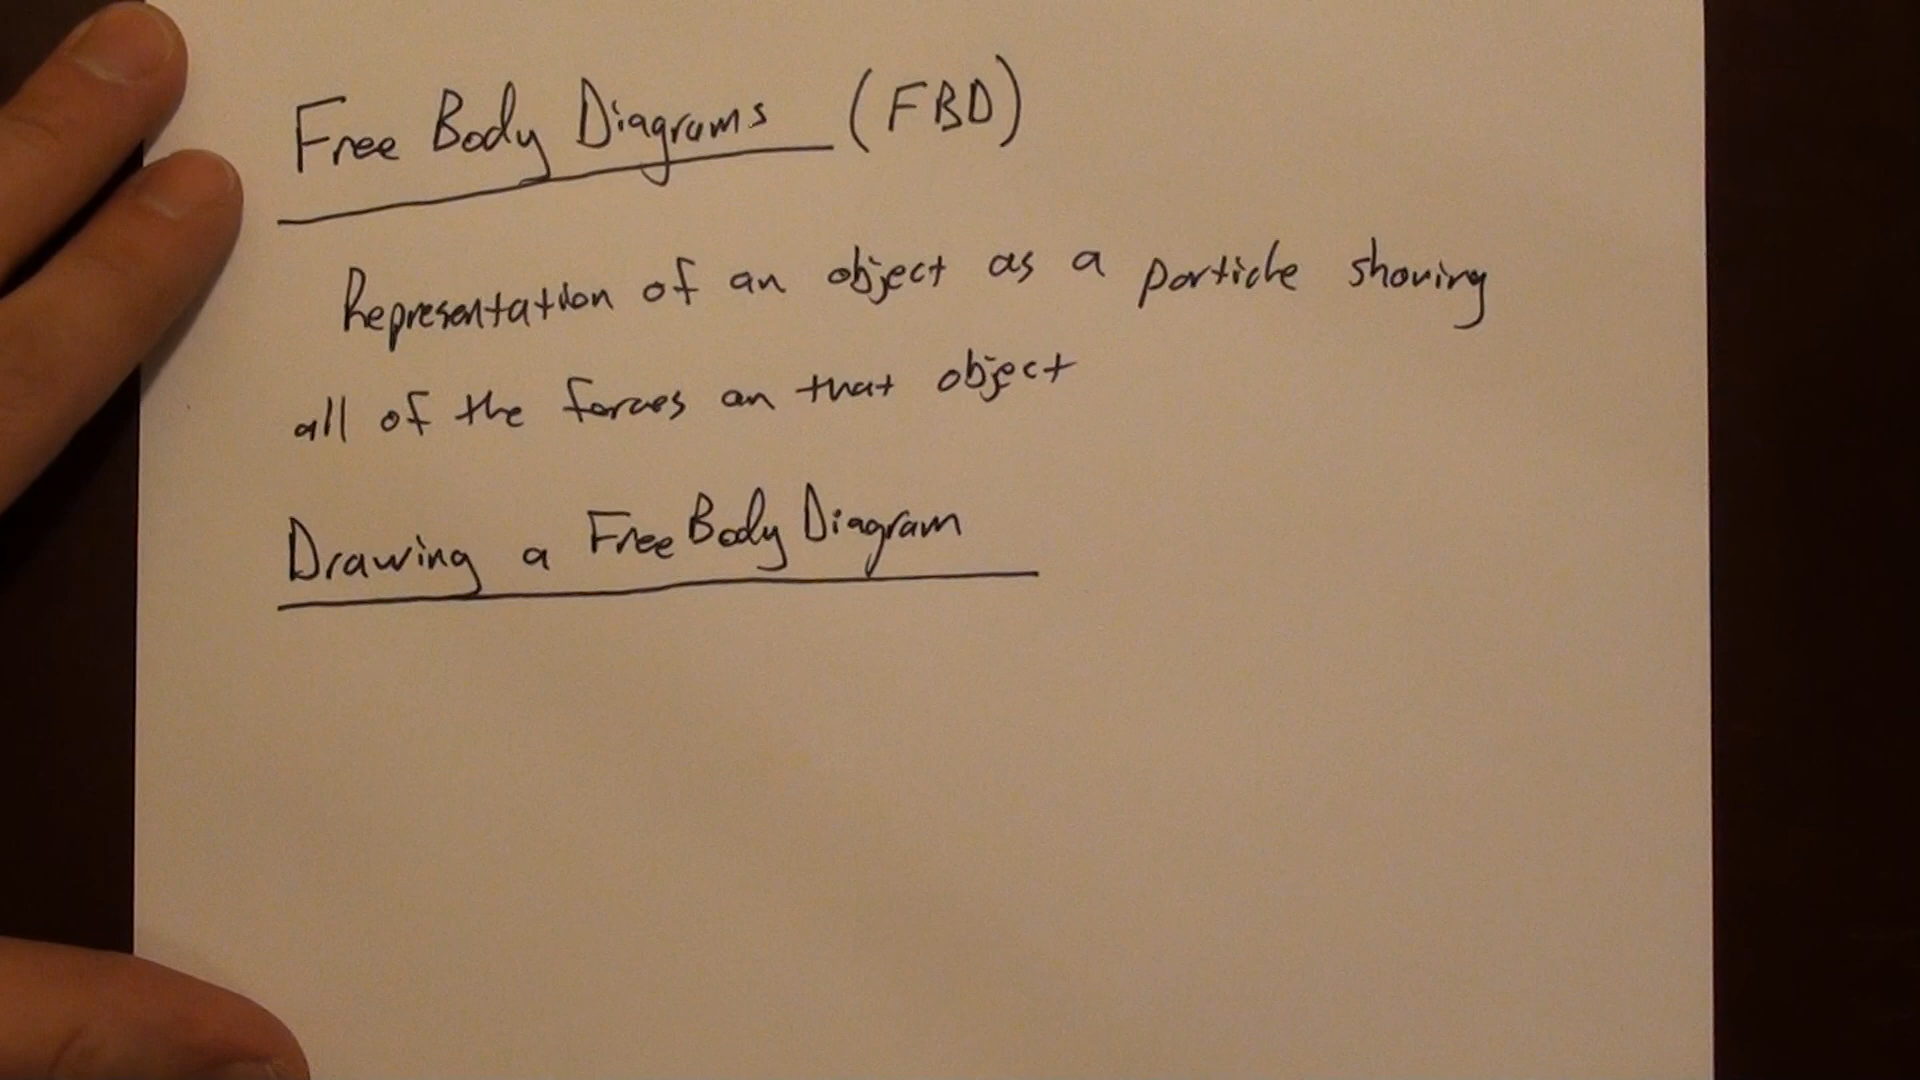 Free Body Diagrams (FBD)
Representation of an object as a particle showing
all of the forces on that object
Drawing a Free Body Diagram